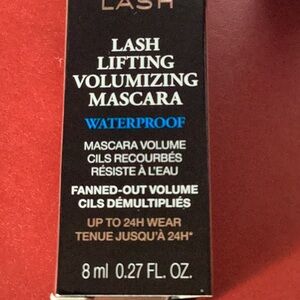 LASH
LASH
LIFTING
VOLUMIZING
MASCARA
WATERPROOF
MASCARA VOLUME
CILS RECOURBÉS
RÉSISTE À L'EAU
FANNED-OUT VOLUME
CILS DÉMULTIPLIÉS
UP TO 24H WEAR
TENUE JUSQU'À 24H*
8 ml 0.27 FL. OZ.